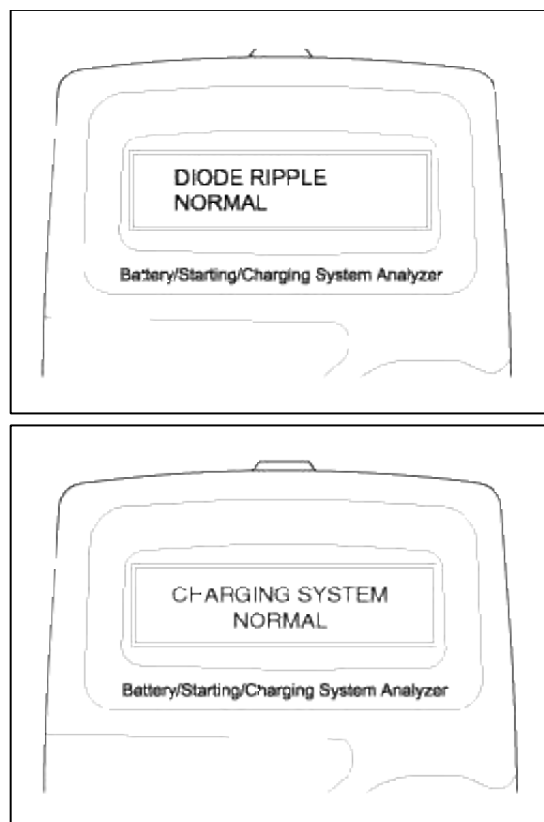 DIODE RIPPLE
NORMAL
Battery/Starting/Charging System Analyzer
CHARGING SYSTEM
NORMAL
Battery/Starting/Charging System Analyzer